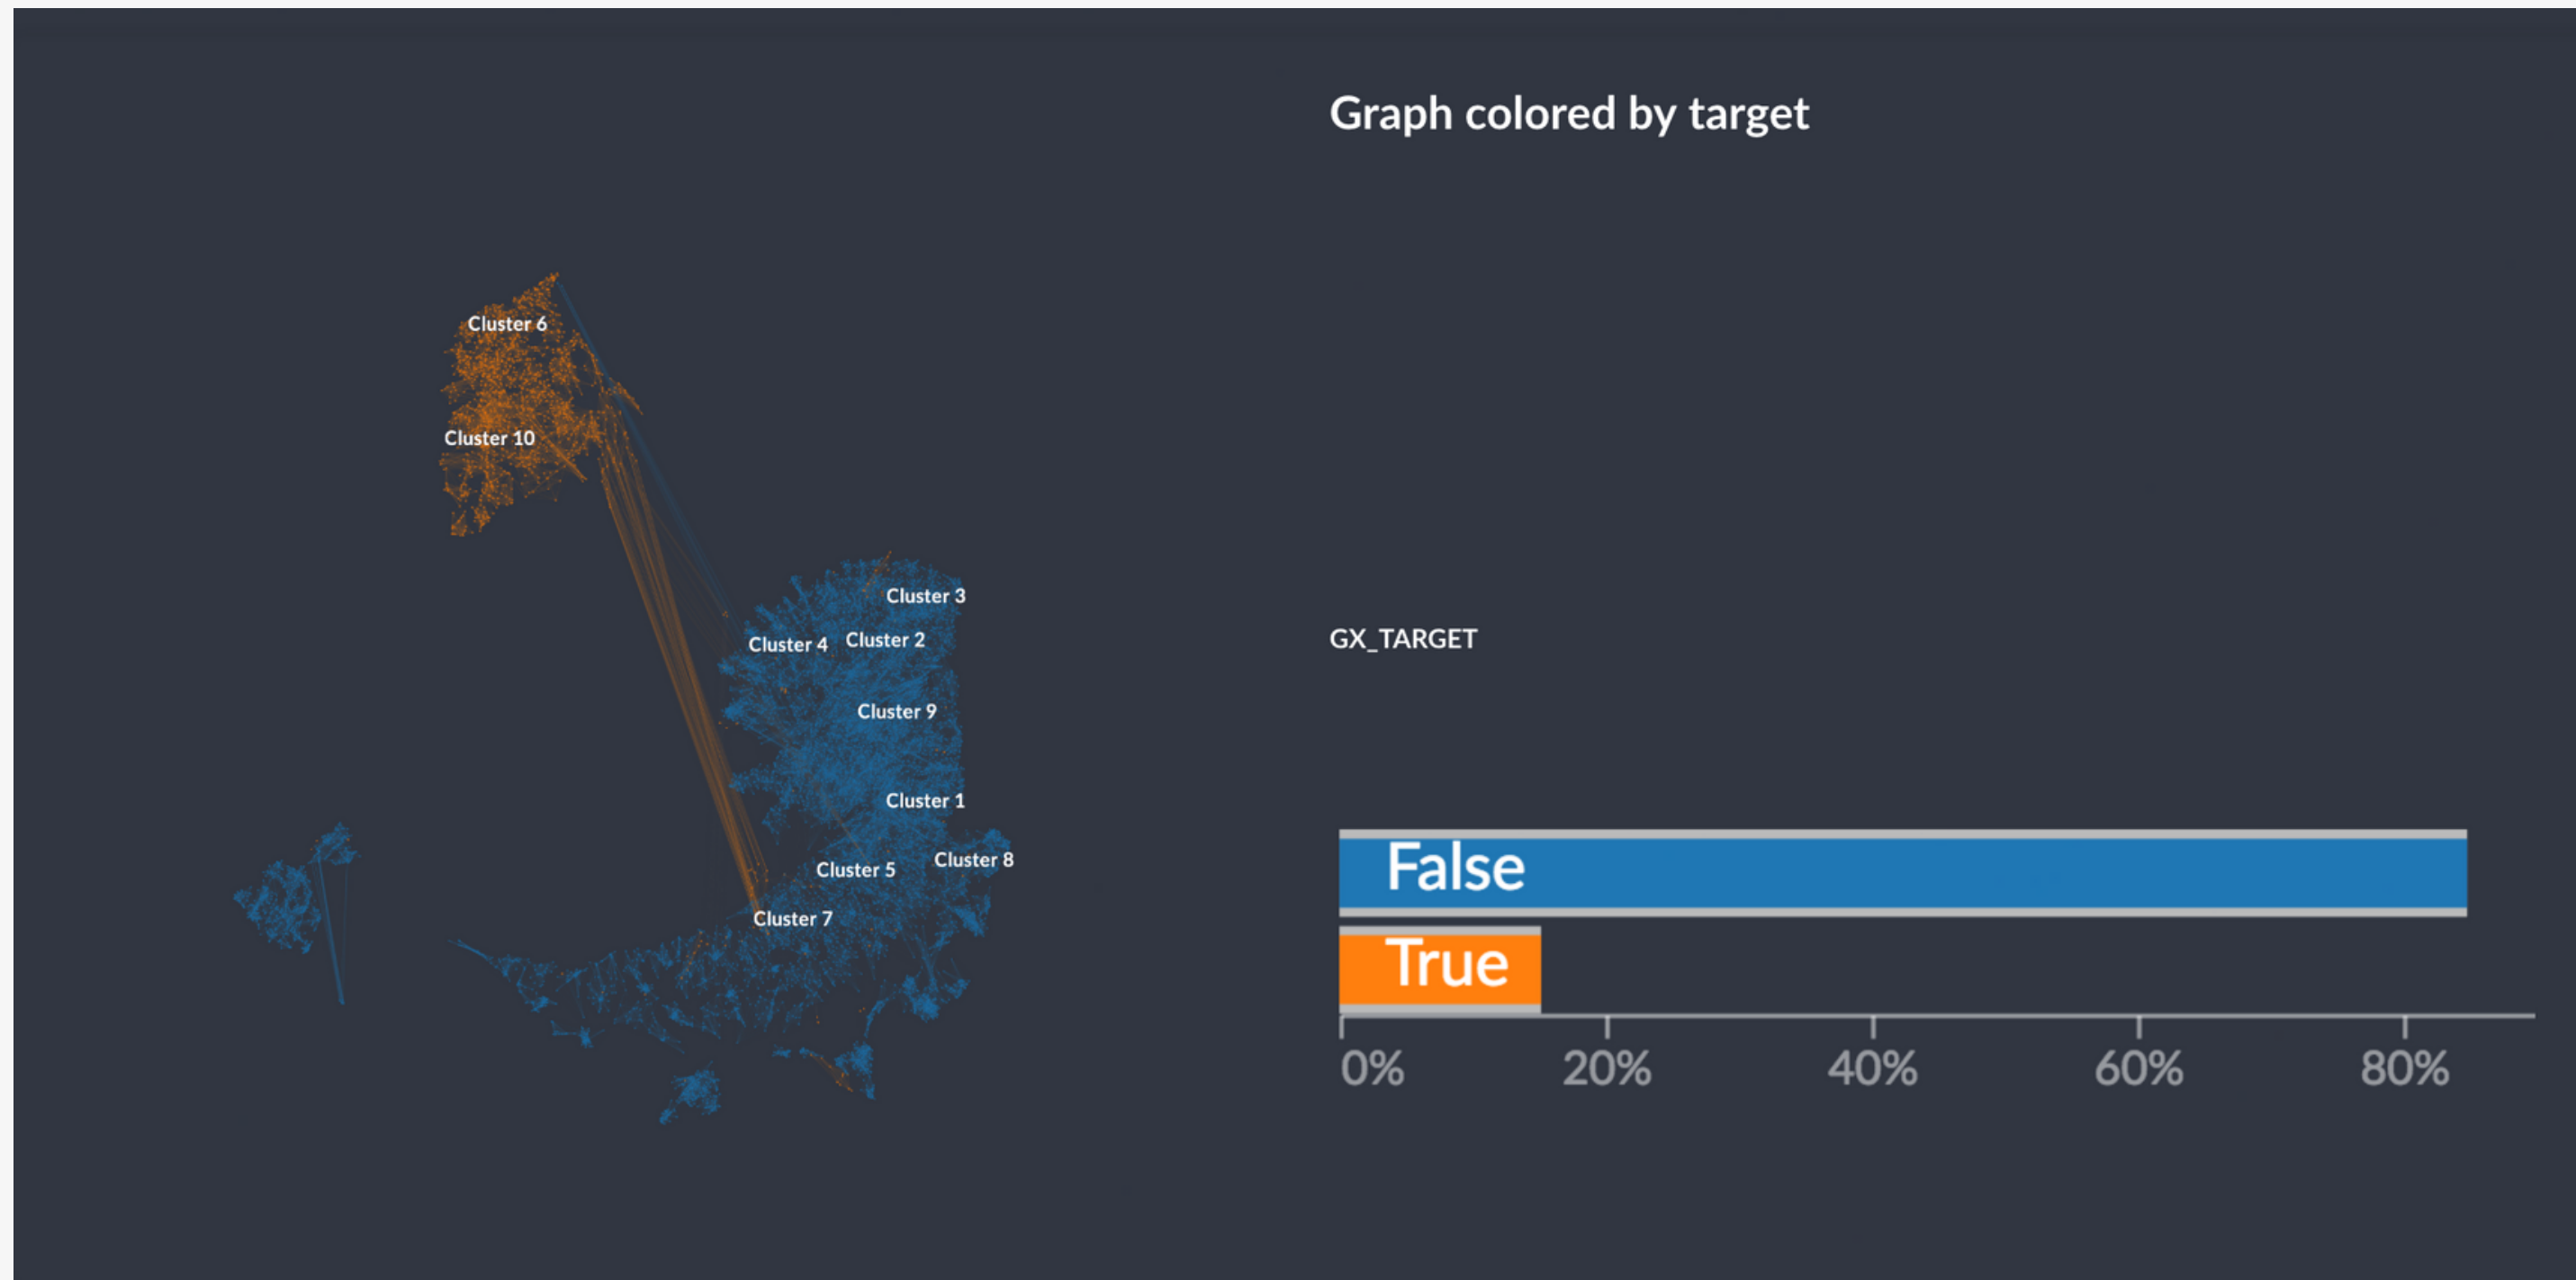 Graph colored by target
Cluster 6
Cluster 10
Cluster 3
Cluster 4
Cluster 2
Cluster 9
Cluster 1
Cluster 8
Cluster 5
Cluster 7
GX_TARGET
False
True
0% 20% 40% 60% 80%